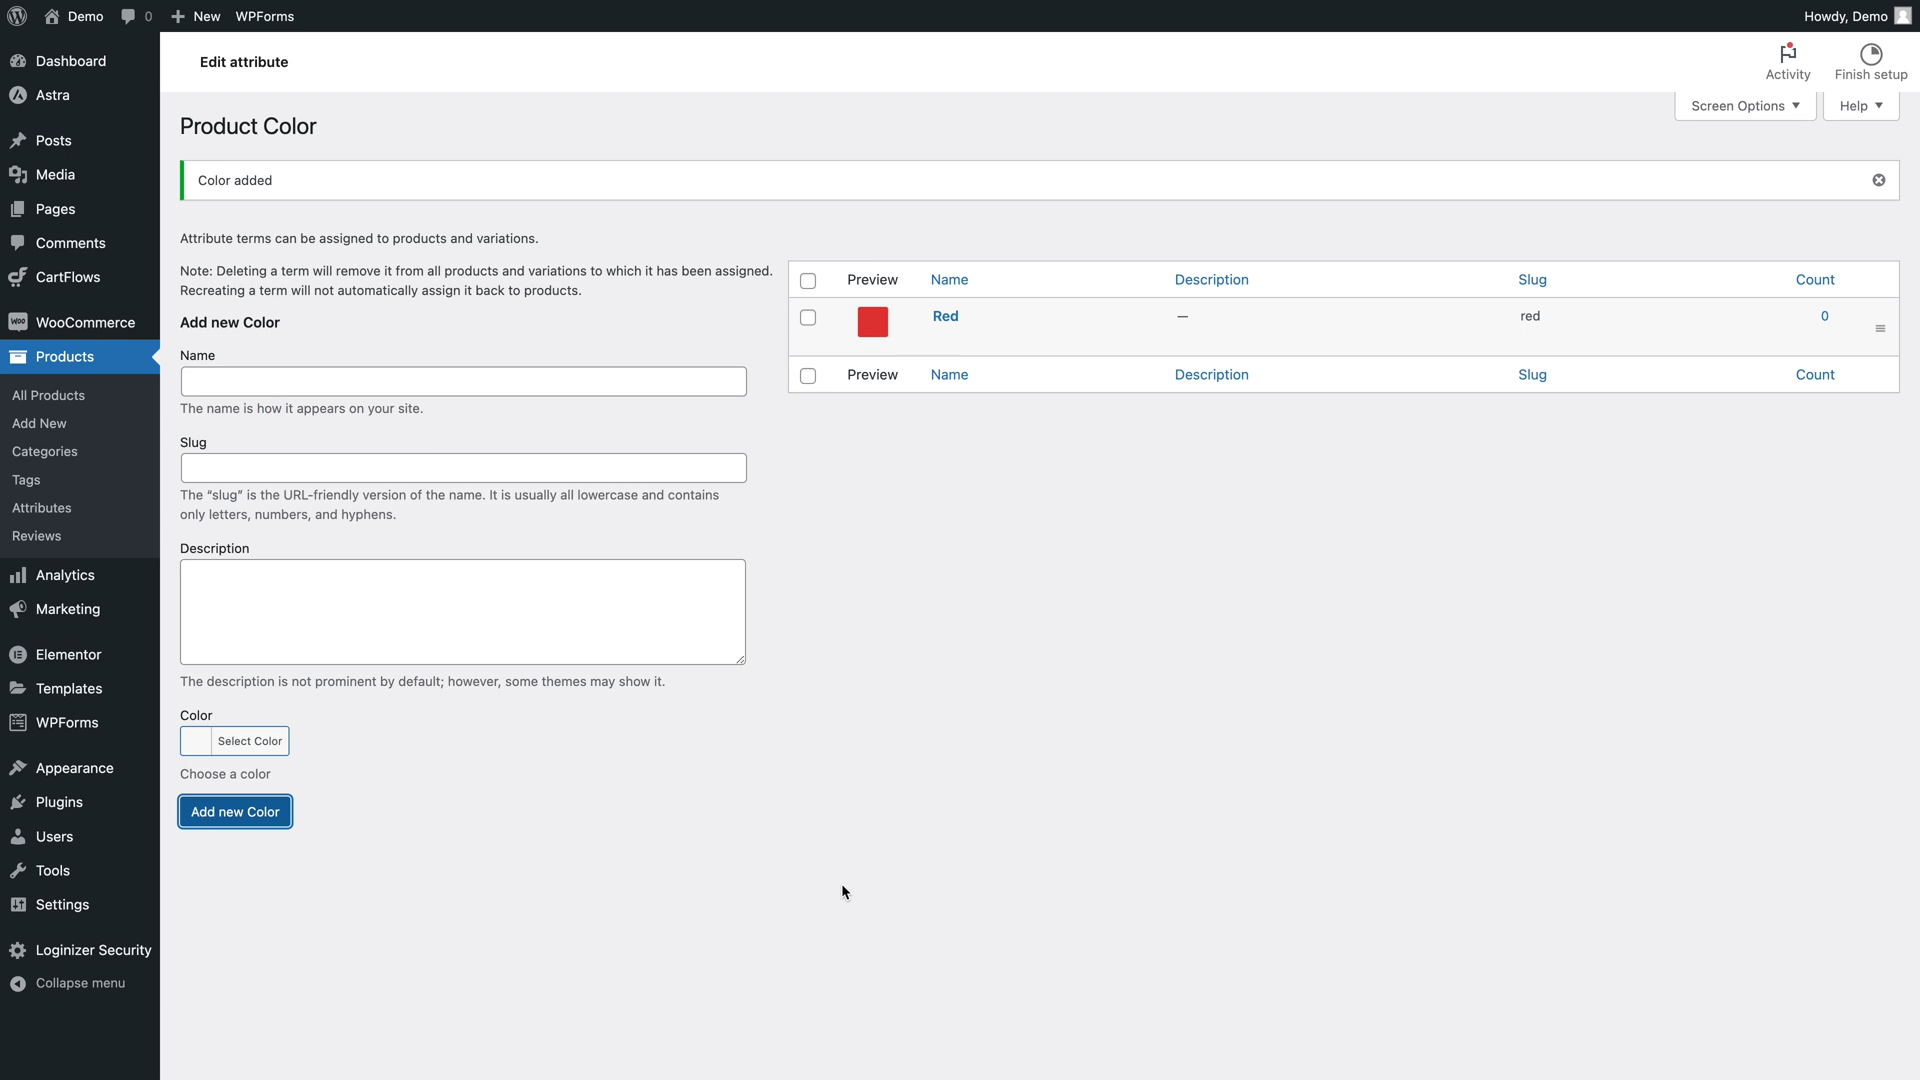 Demo
0
New
WPForms
Howdy, Demo
Dashboard
Astra
Posts
Media
Pages
Comments
CartFlows
WOO WooCommerce
Products
All Products
Add New
Categories
Tags
Attributes
Reviews
Analytics
Marketing
Elementor
Templates
WPForms
Appearance
Plugins
Users
Tools
Settings
Loginizer Security
Collapse menu
Edit attribute
Activity
Finish setup
Screen Options
Help
Product Color
Color added
Attribute terms can be assigned to products and variations.
Note: Deleting a term will remove it from all products and variations to which it has been assigned.
Recreating a term will not automatically assign it back to products.
Add new Color
Name
The name is how it appears on your site.
Slug
The “slug” is the URL-friendly version of the name. It is usually all lowercase and contains
only letters, numbers, and hyphens.
Description
The description is not prominent by default; however, some themes may show it.
Color
Select Color
Choose a color
Add new Color
Preview Name Description Slug Count
Red — red 0
Preview Name Description Slug Count